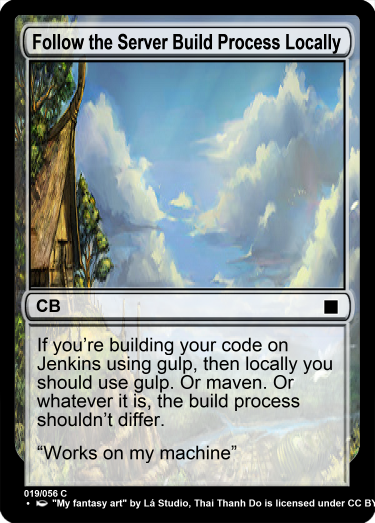 Follow the Server Build Process Locally
CB
If you’re building your code on
Jenkins using gulp, then locally you
should use gulp. Or maven. Or
whatever it is, the build process
shouldn’t differ.
“Works on my machine”
019/056 C
• "My fantasy art" by Lá Studio, Thai Thanh Do is licensed under CC BY